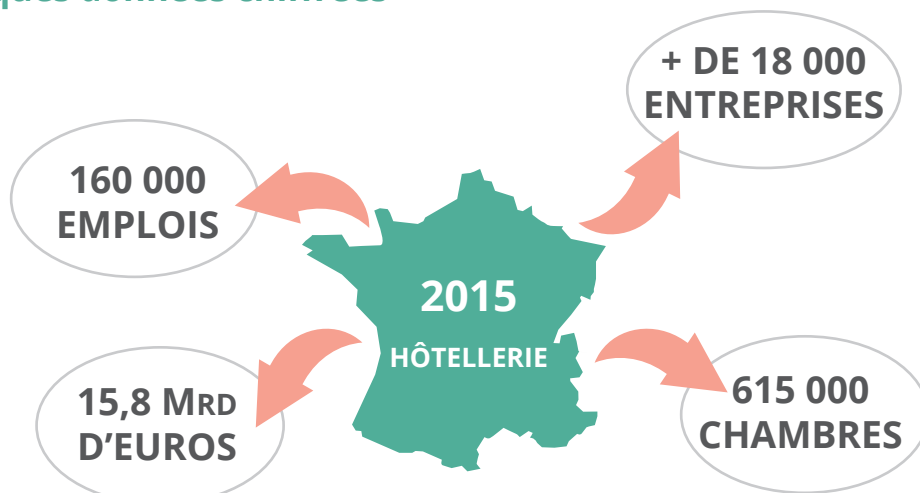 + DE 18 000
ENTREPRISES
160 000
EMPLOIS
2015
HÔTELLERIE
15,8 MRD
D’EUROS
615 000
CHAMBRES